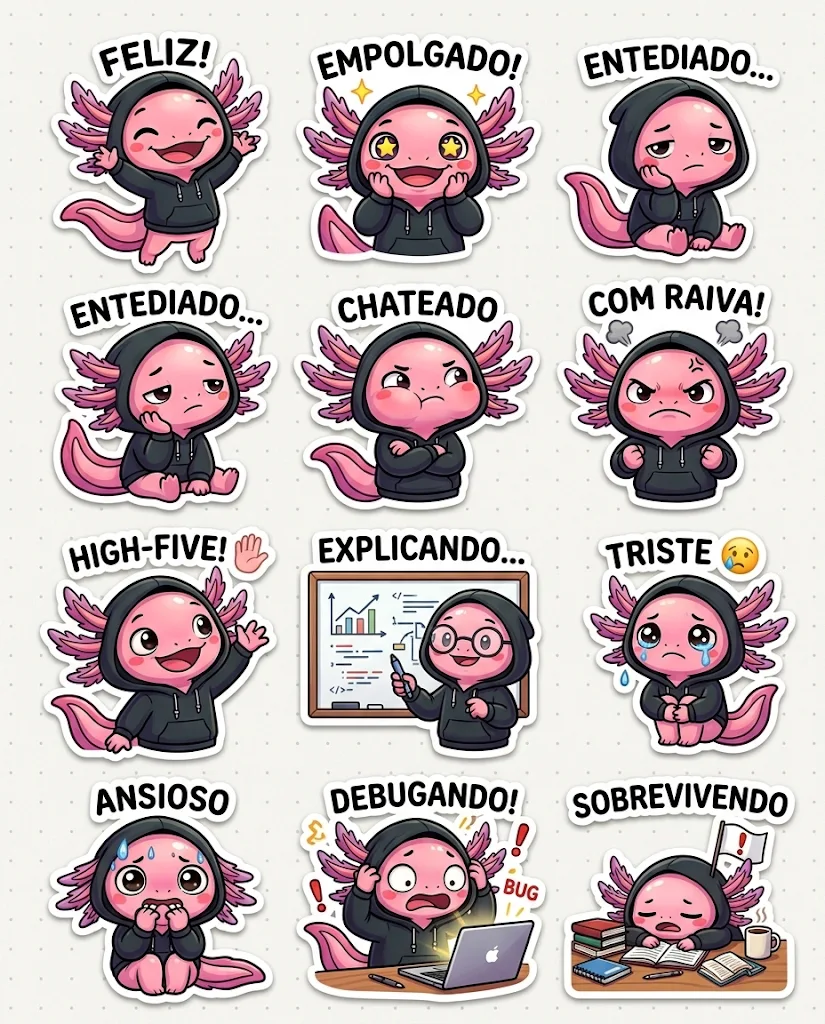 FELIZ!
EMPOLGADO!
ENTEDIADO...
ENTEDIADO...
CHATEADO
COM RAIVA!
HIGH-FIVE!
EXPLICANDO...
</
</>
TRISTE
ANSIOSO
DEBUGANDO!
!
!
BUG
SOBREVIVENDO
!